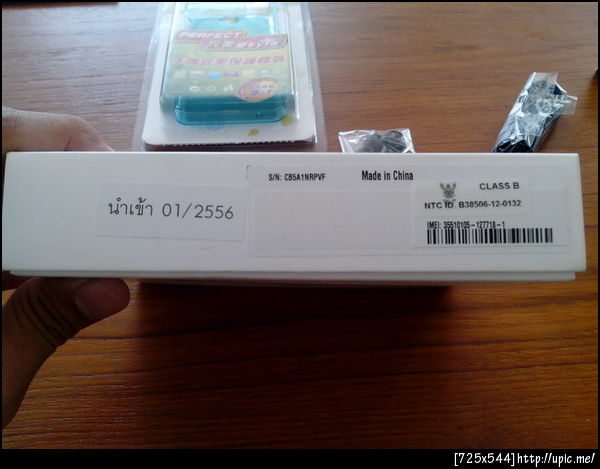 PERFECT
S/N: CB5A1NRPVF
Made in China
นำเข้า 01/2556
CLASS B
NTC ID B38506-12-0132
IMEI: 35510105-127718-1
[725x544]http://upic.me/